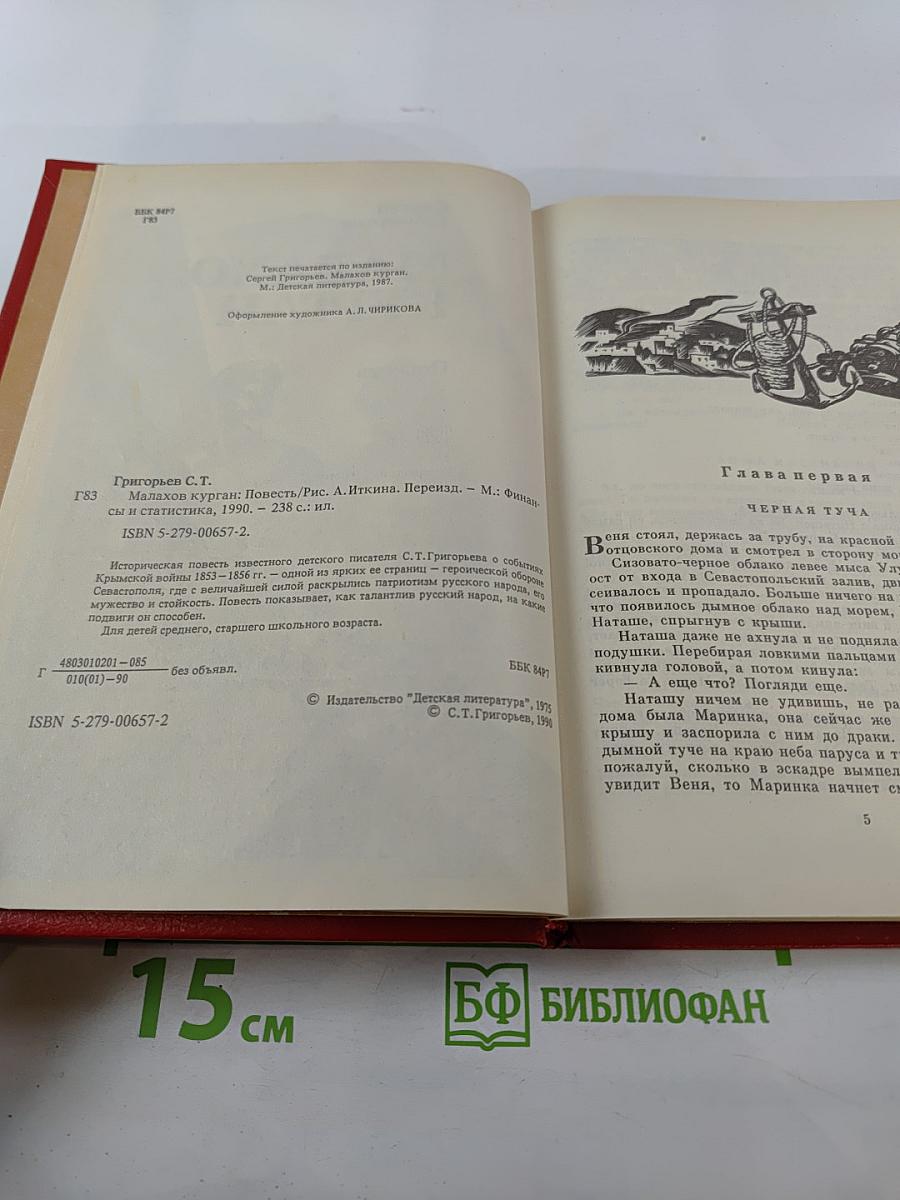 ББК 84Р7
Г83
Текст печатается по изданию:
Сергей Григорьев. Малахов курган.
М.: Детская литература, 1987.
Оформление художника А. Л. ЧИРИКОВА
Григорьев С. Т.
Г83 Малахов курган: Повесть/Рис. А.Иткина. Переизд. – М.: Финан-
сы и статистика, 1990. – 238 с.: ил.
ISBN 5-279-00657-2.
Историческая повесть известного детского писателя С.Т.Григорьева о событиях
Крымской войны 1853–1856 гг. – одной из ярких ее страниц – героической обороне
Севастополя, где с величайшей силой раскрылись патриотизм русского народа, его
мужество и стойкость. Повесть показывает, как талантлив русский народ, на какие
подвиги он способен.
Для детей среднего, старшего школьного возраста.
Г 4803010201–085
010(01)–90
без объявл.
ББК 84Р7
© Издательство "Детская литература", 1975
© С.Т.Григорьев, 1990
ISBN 5-279-00657-2
Глава первая
ЧЕРНАЯ ТУЧА
Веня стоял, держась за трубу, на красной
отцовского дома и смотрел в сторону мо
Сизовато-черное облако левее мыса Улу
ост от входа в Севастопольский залив, дви
сеивалось и пропадало. Больше ничего на
что появилось дымное облако над морем,
Наташе, спрыгнув с крыши.
Наташа даже не ахнула и не подняла
подушки. Перебирая ловкими пальцами
кивнула головой, а потом кинула:
— А еще что? Погляди еще.
Наташу ничем не удивишь, не ра
дома была Маринка, она сейчас же
крышу и заспорила с ним до драки.
дымной туче на краю неба паруса и т
пожалуй, сколько в эскадре вымпел
увидит Веня, то Маринка начнет см
5
15 см
БФ БИБЛИОФАН